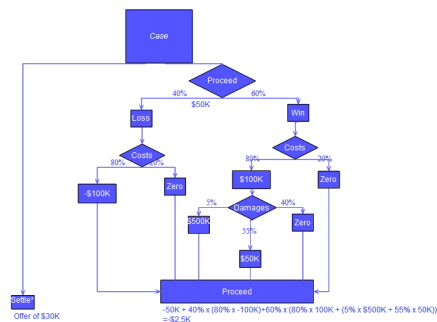 Case
Proceed
40%
60%
$50K
Loss
Win
Costs
Costs
80%
20%
80%
20%
-$100K
Zero
$100K
Zero
5%
Damages
40%
$500K
Zero
55%
$50K
Proceed
Settle*
Offer of $30K
-50K + 40% x (80% x -100K)+60% x (80% x 100K + (5% x $500K + 55% x 50K))
=-$2.5K